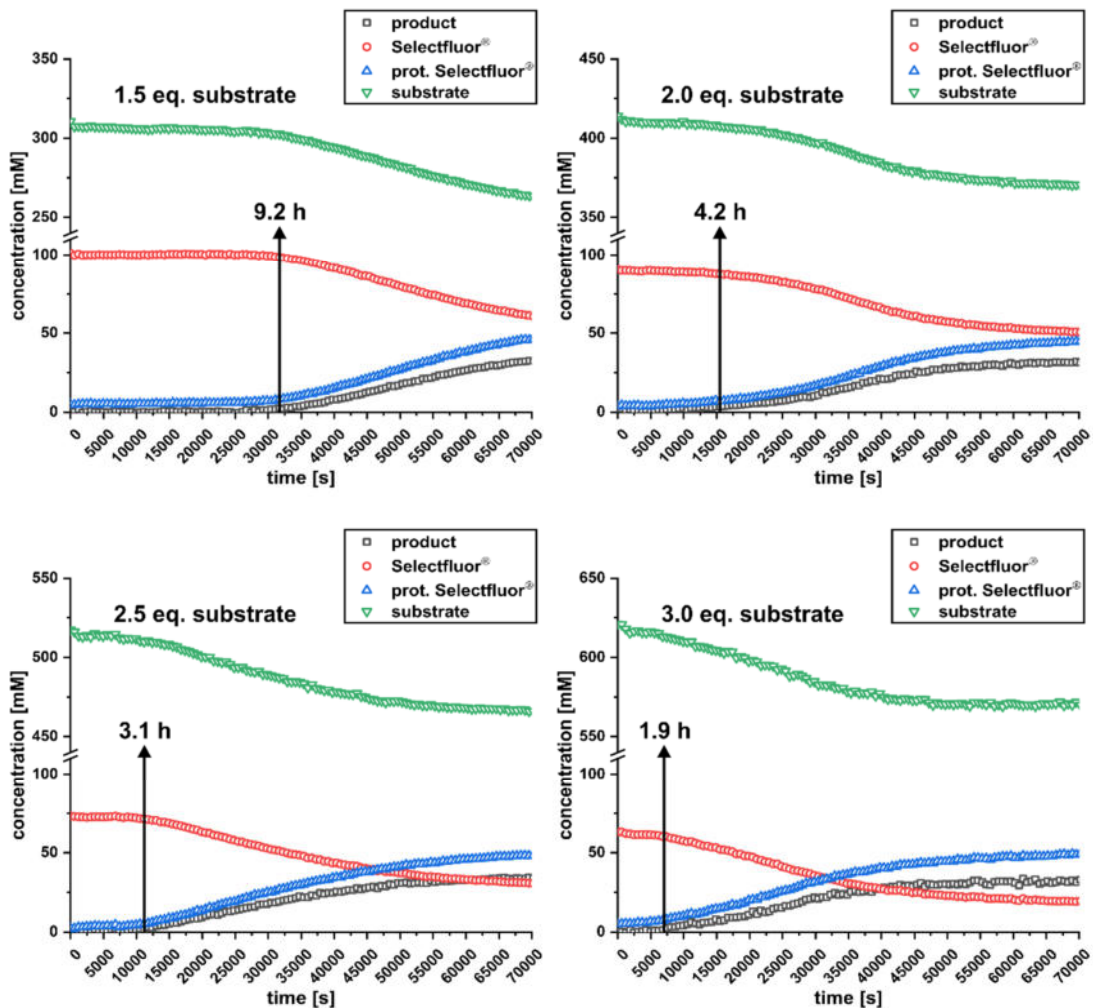 product
Selectfluor®
prot. Selectfluor®
substrate
1.5 eq. substrate
9.2 h
350
300
250
100
50
0
concentration [mM]
0 5000 10000 15000 20000 25000 30000 35000 40000 45000 50000 55000 60000 65000 70000
time [s]
product
Selectfluor®
prot. Selectfluor®
substrate
2.0 eq. substrate
4.2 h
450
400
350
100
50
0
concentration [mM]
0 5000 10000 15000 20000 25000 30000 35000 40000 45000 50000 55000 60000 65000 70000
time [s]
product
Selectfluor®
prot. Selectfluor®
substrate
2.5 eq. substrate
3.1 h
550
500
450
100
50
0
concentration [mM]
0 5000 10000 15000 20000 25000 30000 35000 40000 45000 50000 55000 60000 65000 70000
time [s]
product
Selectfluor®
prot. Selectfluor®
substrate
3.0 eq. substrate
1.9 h
650
600
550
100
50
0
concentration [mM]
0 5000 10000 15000 20000 25000 30000 35000 40000 45000 50000 55000 60000 65000 70000
time [s]